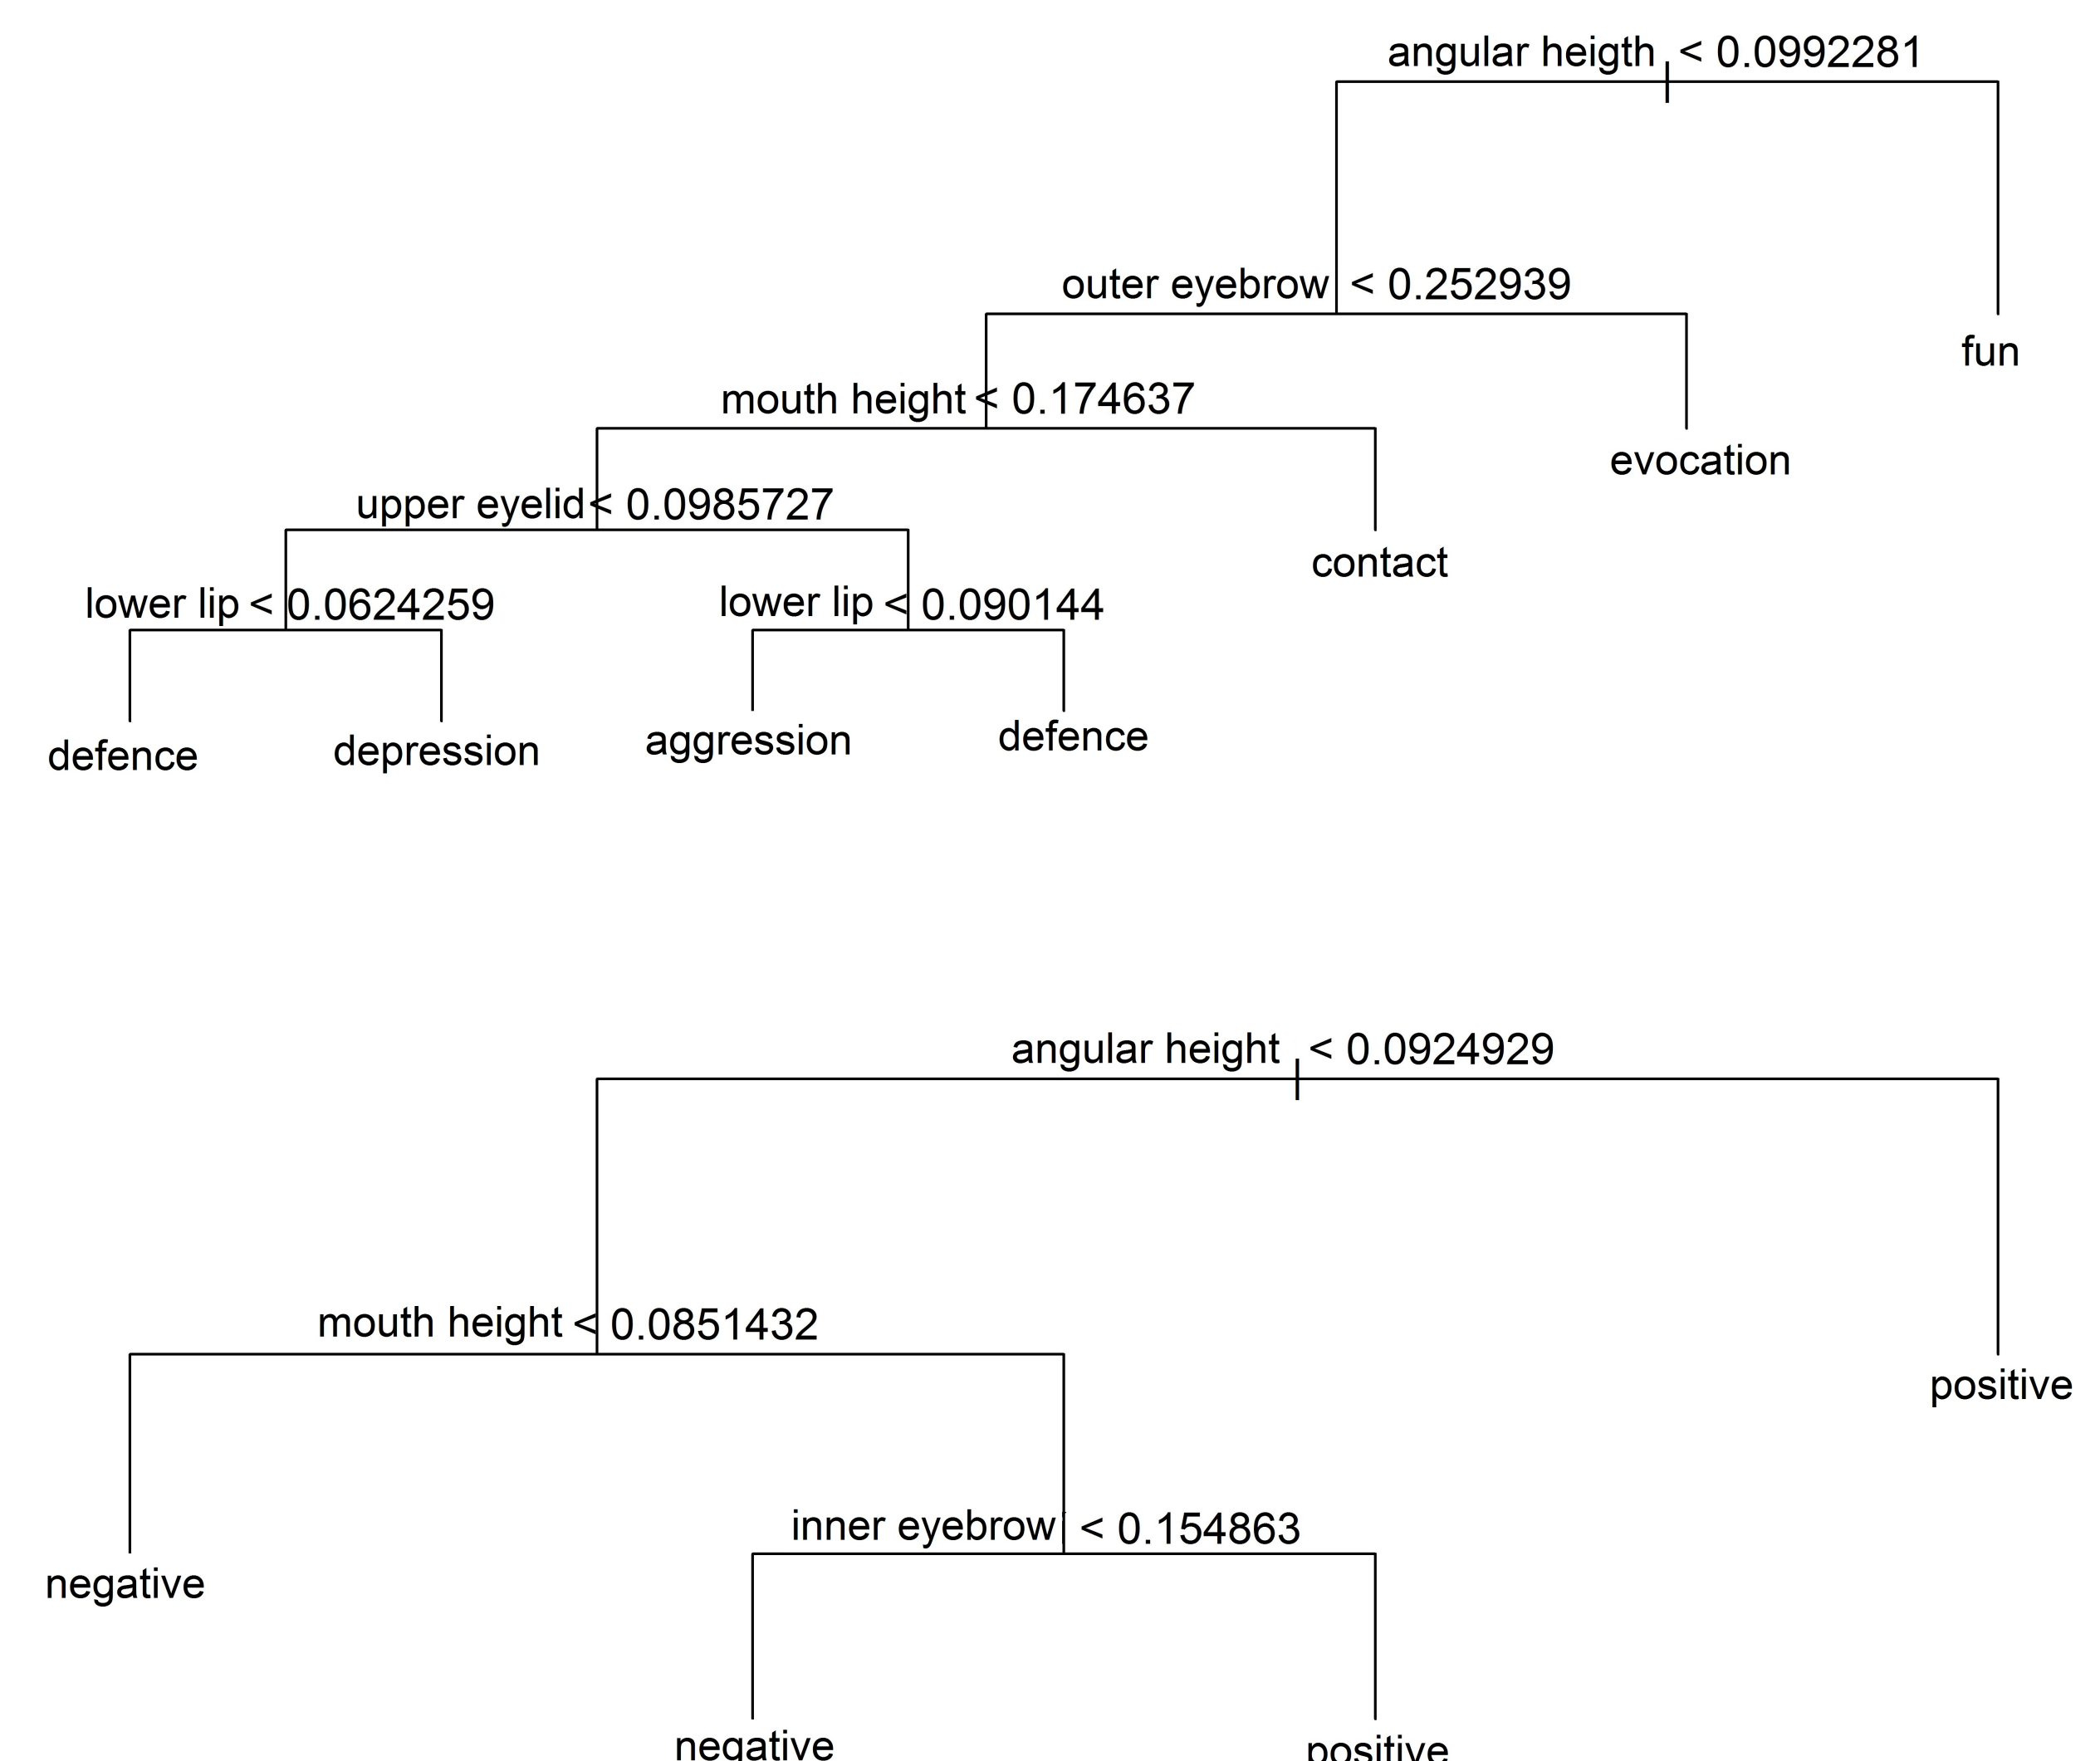 angular heigth < 0.0992281
outer eyebrow < 0.252939
fun
mouth height < 0.174637
evocation
upper eyelid < 0.0985727
contact
lower lip < 0.0624259 lower lip < 0.090144
defence depression aggression defence
angular height < 0.0924929
mouth height < 0.0851432
positive
inner eyebrow < 0.154863
negative
negative positive